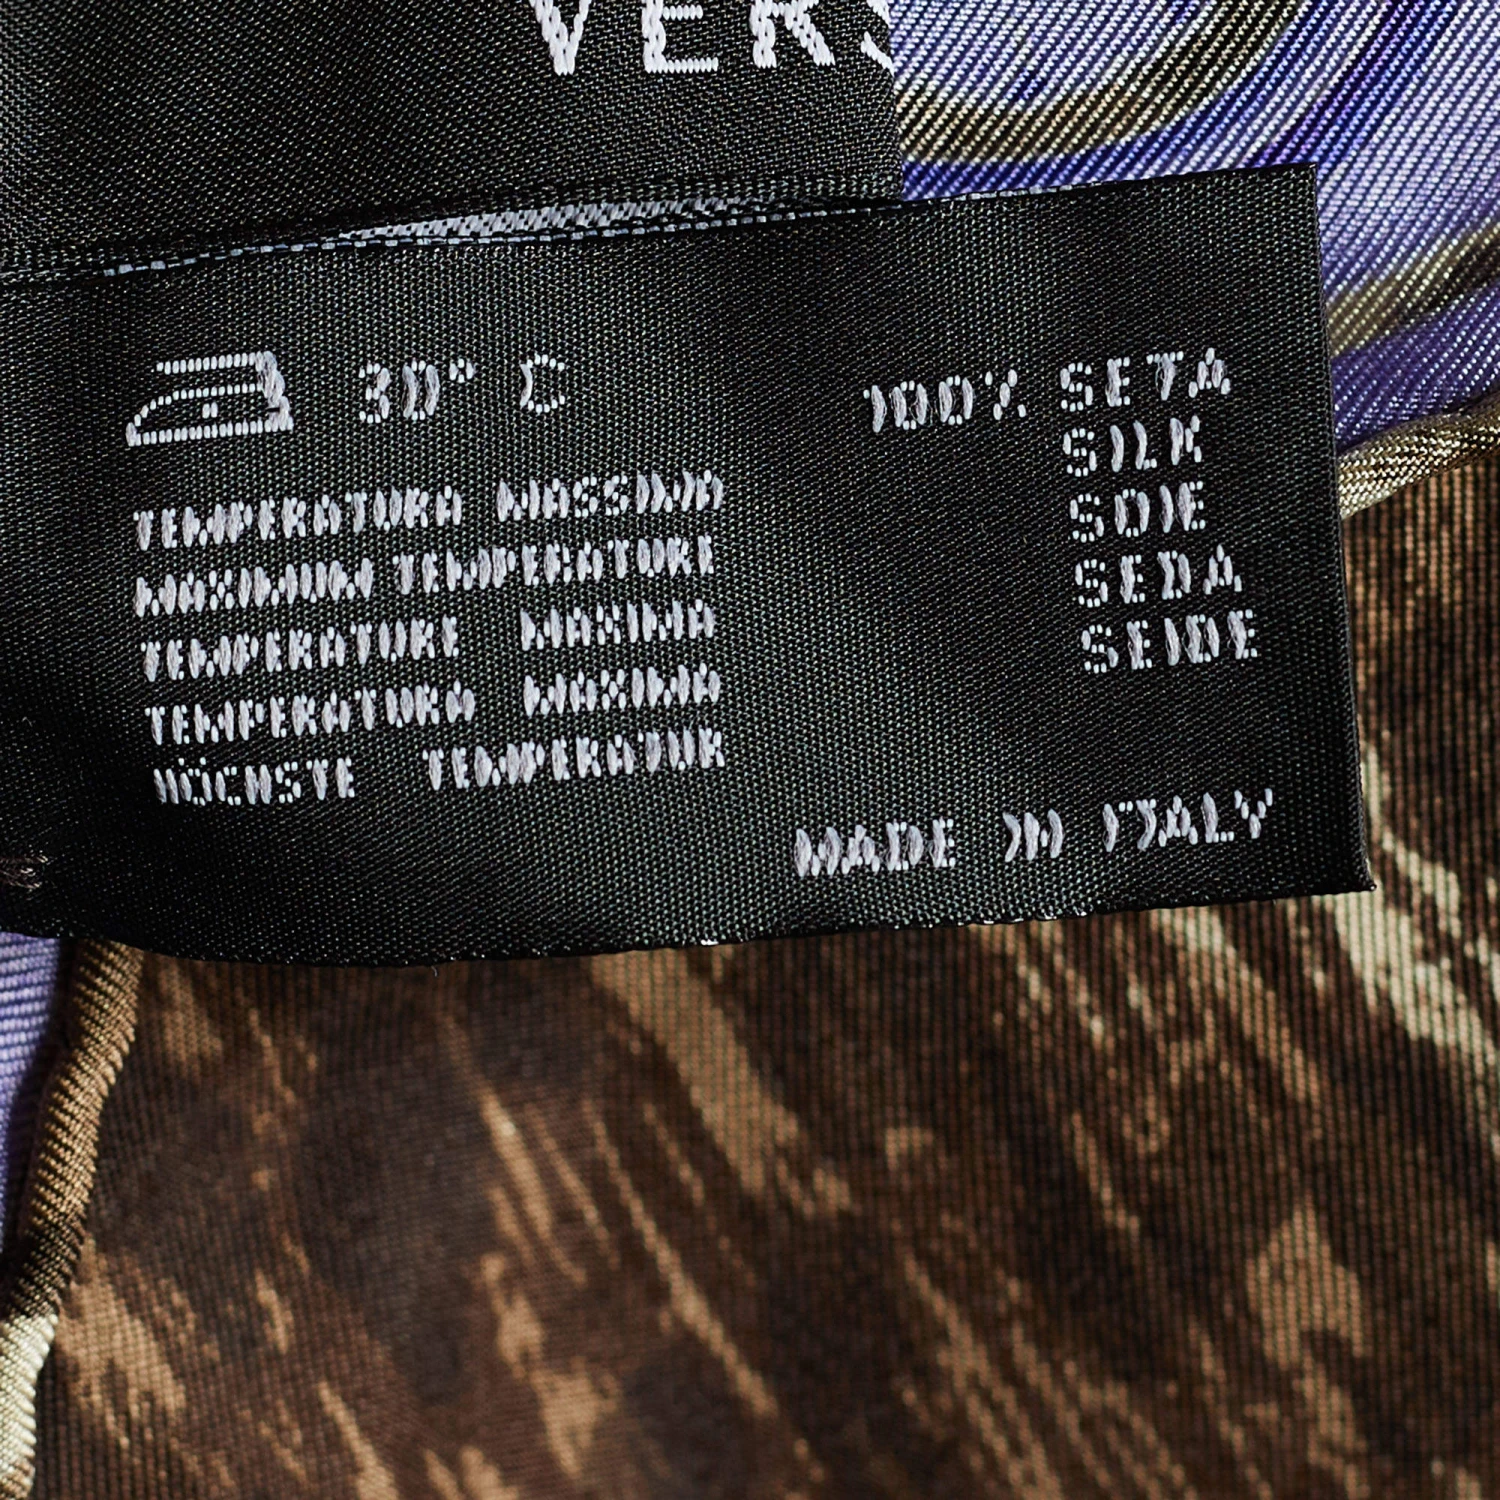 VERS
30° C
TEMPERATURA MASSIMA
MAXIMUM TEMPERATURE
TEMPERATURE MAXIMA
TEMPERATURA MAXIMA
HÖCHSTE TEMPERATUR
100% SETA
SILK
SOIE
SEDA
SEIDE
MADE IN ITALY